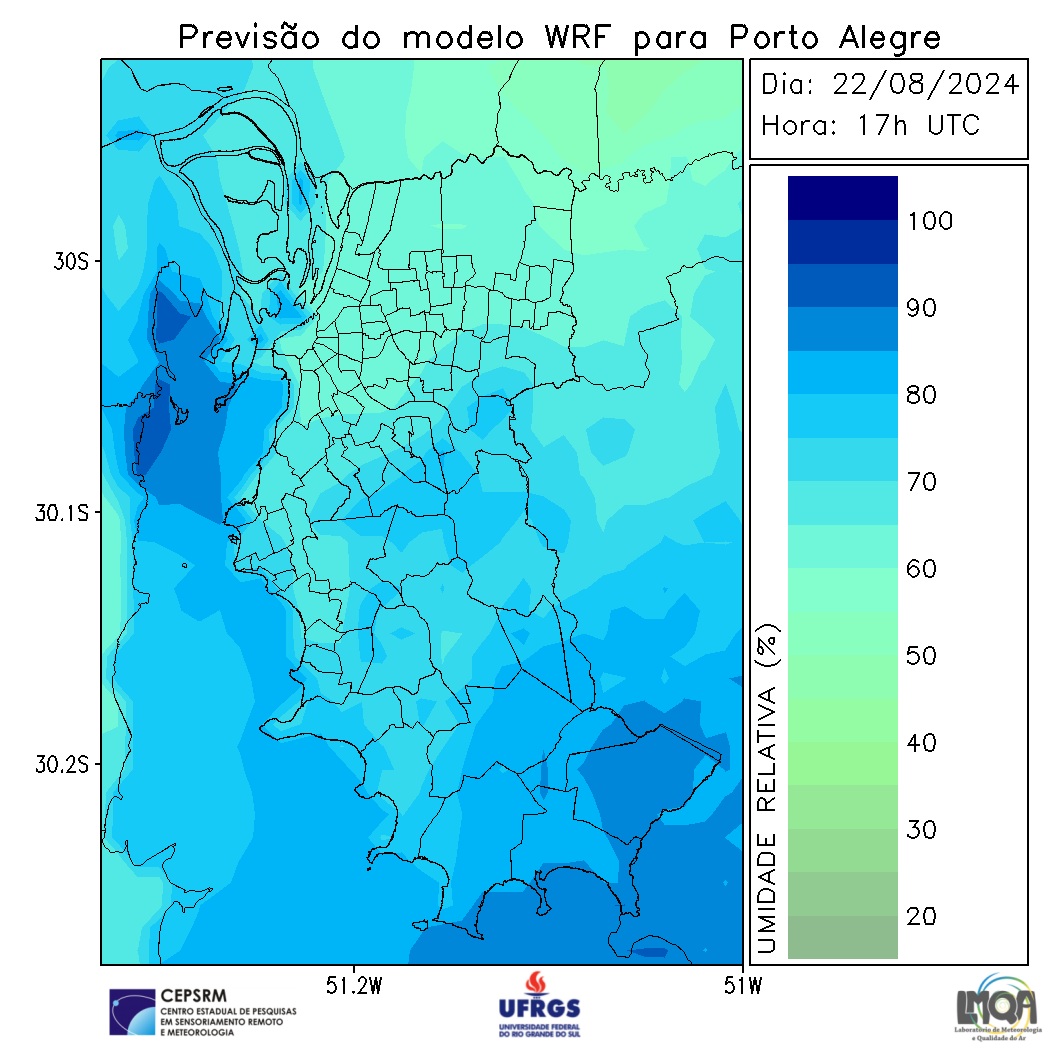 Previsão do modelo WRF para Porto Alegre
Dia: 22/08/2024
Hora: 17h UTC
100
90
80
70
60
50
40
30
20
UMIDADE RELATIVA (%)
30S
30.1S
30.2S
51.2W
51W
CEPSRM
CENTRO ESTADUAL DE PESQUISAS
EM SENSORIAMENTO REMOTO
E METEOROLOGIA
UFRGS
UNIVERSIDADE FEDERAL
DO RIO GRANDE DO SUL
LMQA
Laboratório de Meteorologia
e Qualidade do Ar